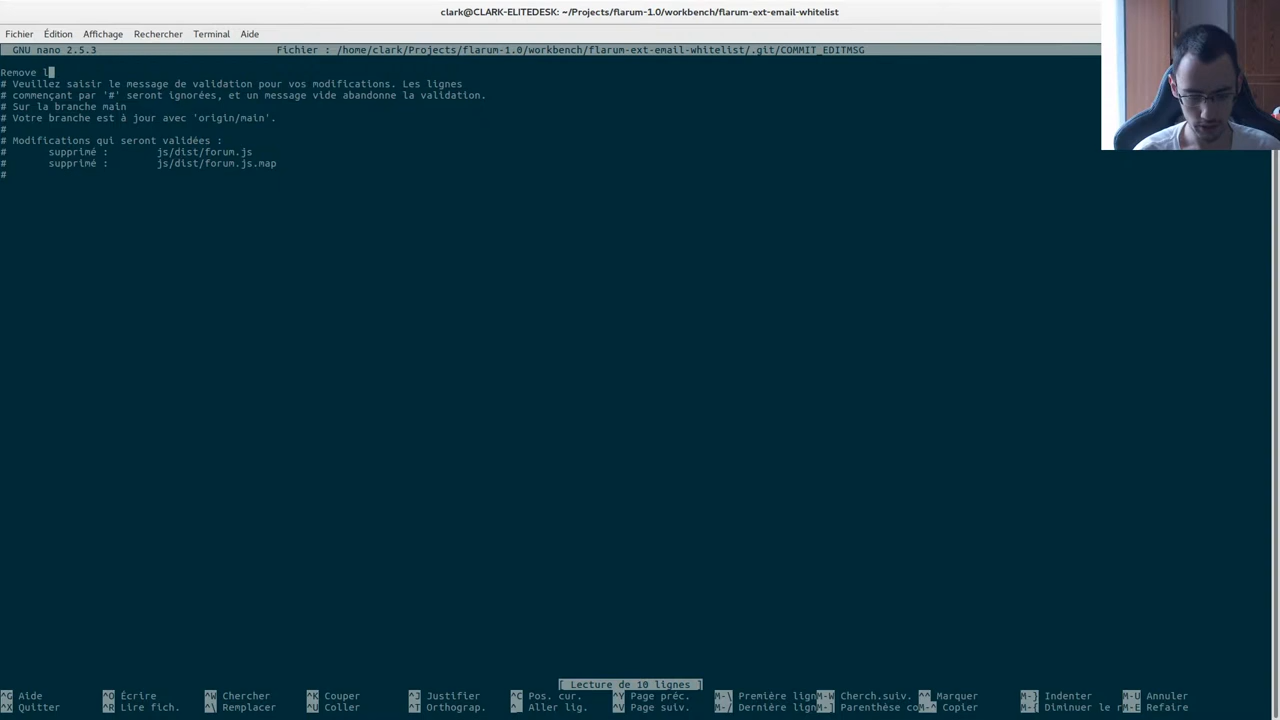 clark@CLARK-ELITEDESK: ~/Projects/flarum-1.0/workbench/flarum-ext-email-whitelist
Fichier Édition Affichage Rechercher Terminal Aide
GNU nano 2.5.3 Fichier : /home/clark/Projects/flarum-1.0/workbench/flarum-ext-email-whitelist/.git/COMMIT_EDITMSG
Remove l
# Veuillez saisir le message de validation pour vos modifications. Les lignes
# commençant par '#' seront ignorées, et un message vide abandonne la validation.
# Sur la branche main
# Votre branche est à jour avec 'origin/main'.
#
# Modifications qui seront validées :
# supprimé : js/dist/forum.js
# supprimé : js/dist/forum.js.map
#
[ Lecture de 10 lignes ]
^G Aide ^O Écrire ^W Chercher ^K Couper ^J Justifier ^C Pos. cur. ^Y Page préc. M-\ Première lign M-W Cherch.suiv. ^^ Marquer M-} Indenter M-U Annuler
^X Quitter ^R Lire fich. ^\ Remplacer ^U Coller ^T Orthograp. ^_ Aller lig. ^V Page suiv. M-/ Dernière lign M-] Parenthèse co M-^ Copier M-{ Diminuer le r M-E Refaire